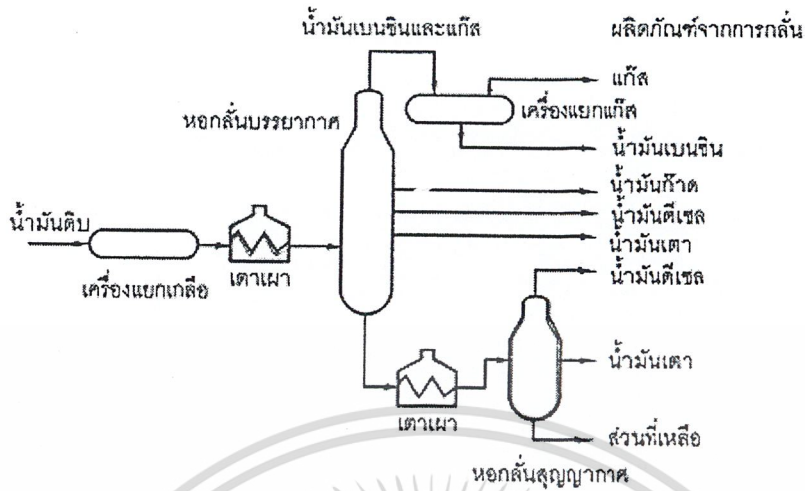 น้ำมันเบนซินและแก๊ส
ผลิตภัณฑ์จากการกลั่น
แก๊ส
เครื่องแยกแก๊ส
หอกลั่นบรรยากาศ
น้ำมันเบนซิน
น้ำมันก๊าด
น้ำมันดีเซล
น้ำมันดิบ
น้ำมันเตา
น้ำมันดีเซล
เครื่องแยกเกลือ
เตาเผา
น้ำมันเตา
เตาเผา
ส่วนที่เหลือ
หอกลั่นสุญญากาศ